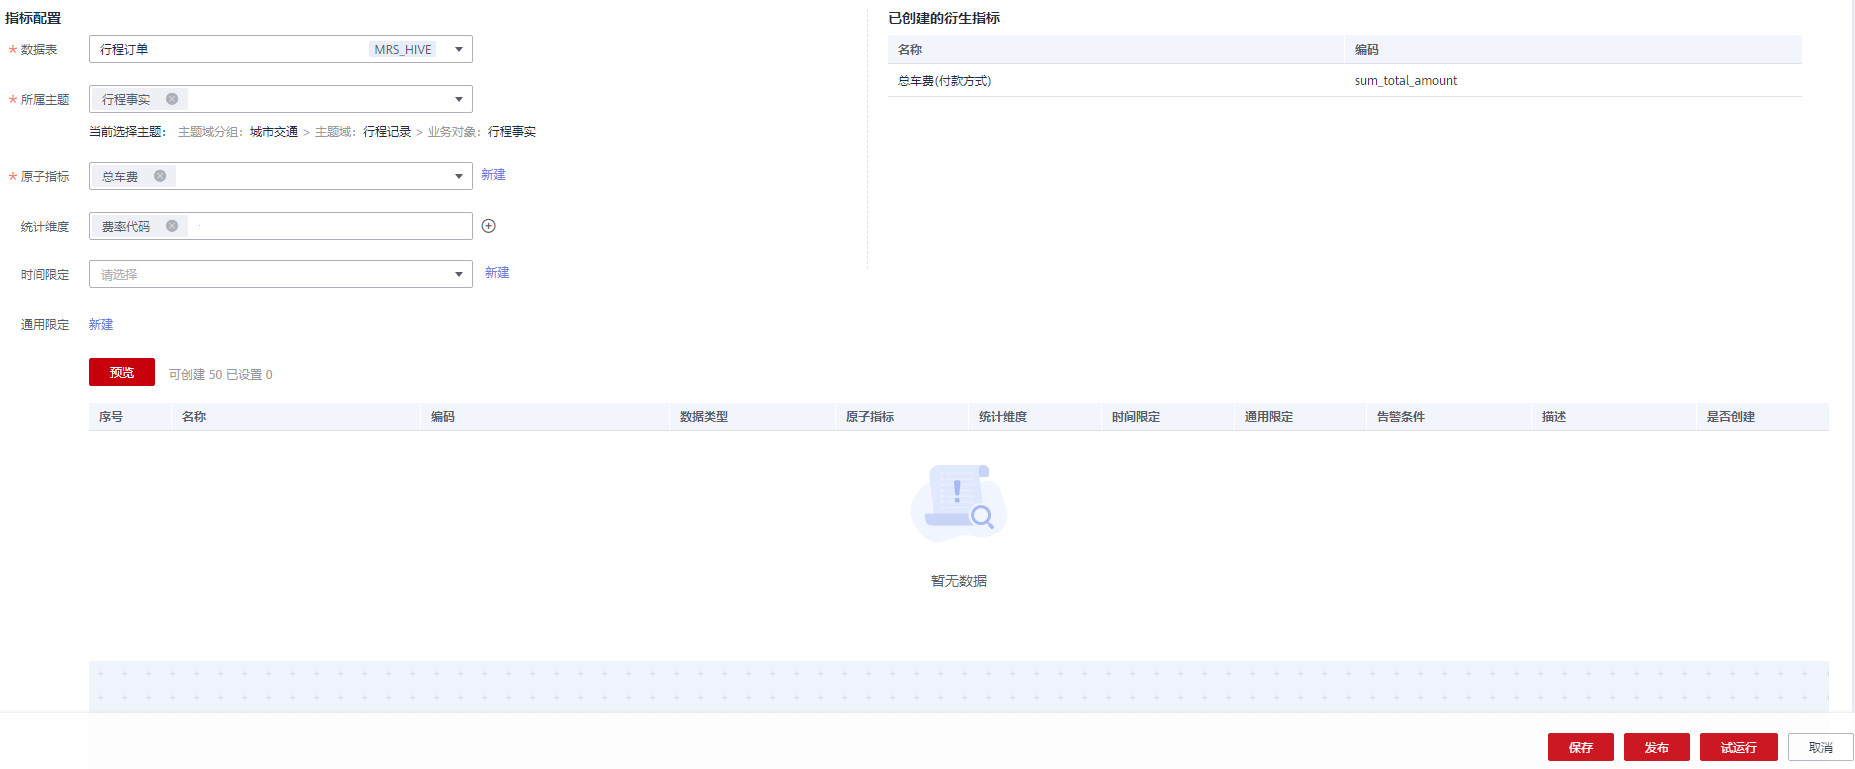 指标配置
* 数据表 行程订单 MRS_HIVE
* 所属主题 行程事实
当前选择主题： 主题域分组：城市交通 > 主题域：行程记录 > 业务对象：行程事实
* 原子指标 总车费 新建
统计维度 费率代码
时间限定 请选择 新建
通用限定 新建
已创建的衍生指标
名称 编码
总车费(付款方式) sum_total_amount
预览 可创建 50 已设置 0
序号 名称 编码 数据类型 原子指标 统计维度 时间限定 通用限定 告警条件 描述 是否创建
暂无数据
保存 发布 试运行 取消